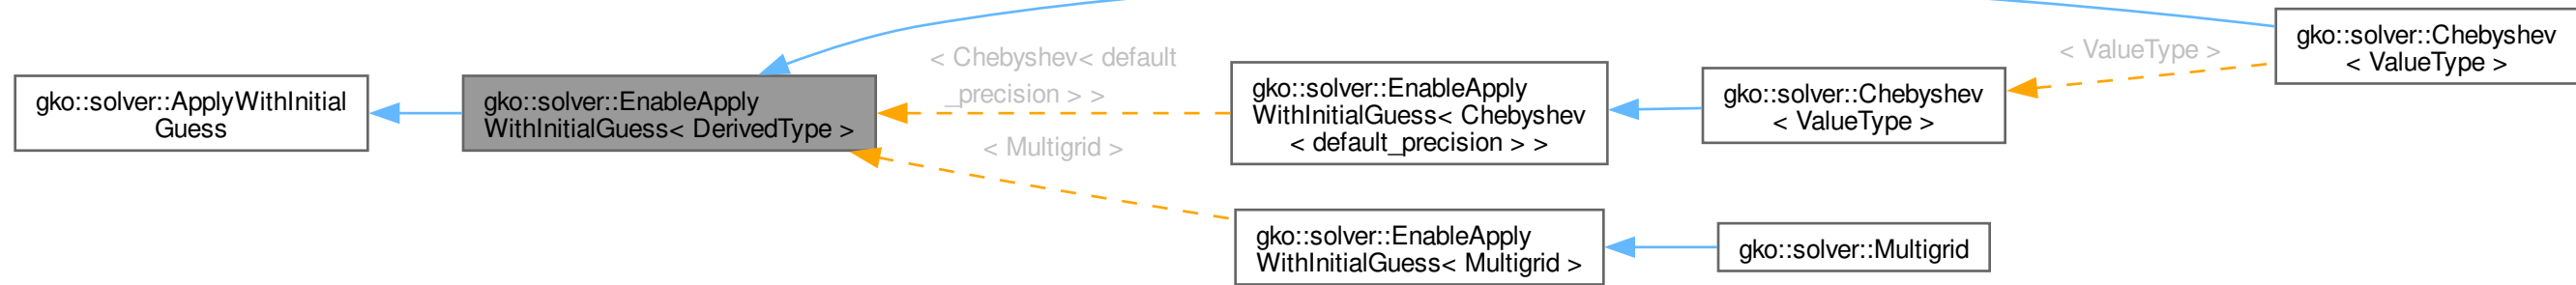 gko::solver::ApplyWithInitial
Guess
gko::solver::EnableApply
WithInitialGuess< DerivedType >
< Chebyshev< default
_precision > >
< Multigrid >
gko::solver::EnableApply
WithInitialGuess< Chebyshev
< default_precision > >
gko::solver::EnableApply
WithInitialGuess< Multigrid >
gko::solver::Chebyshev
< ValueType >
gko::solver::Multigrid
< ValueType >
gko::solver::Chebyshev
< ValueType >